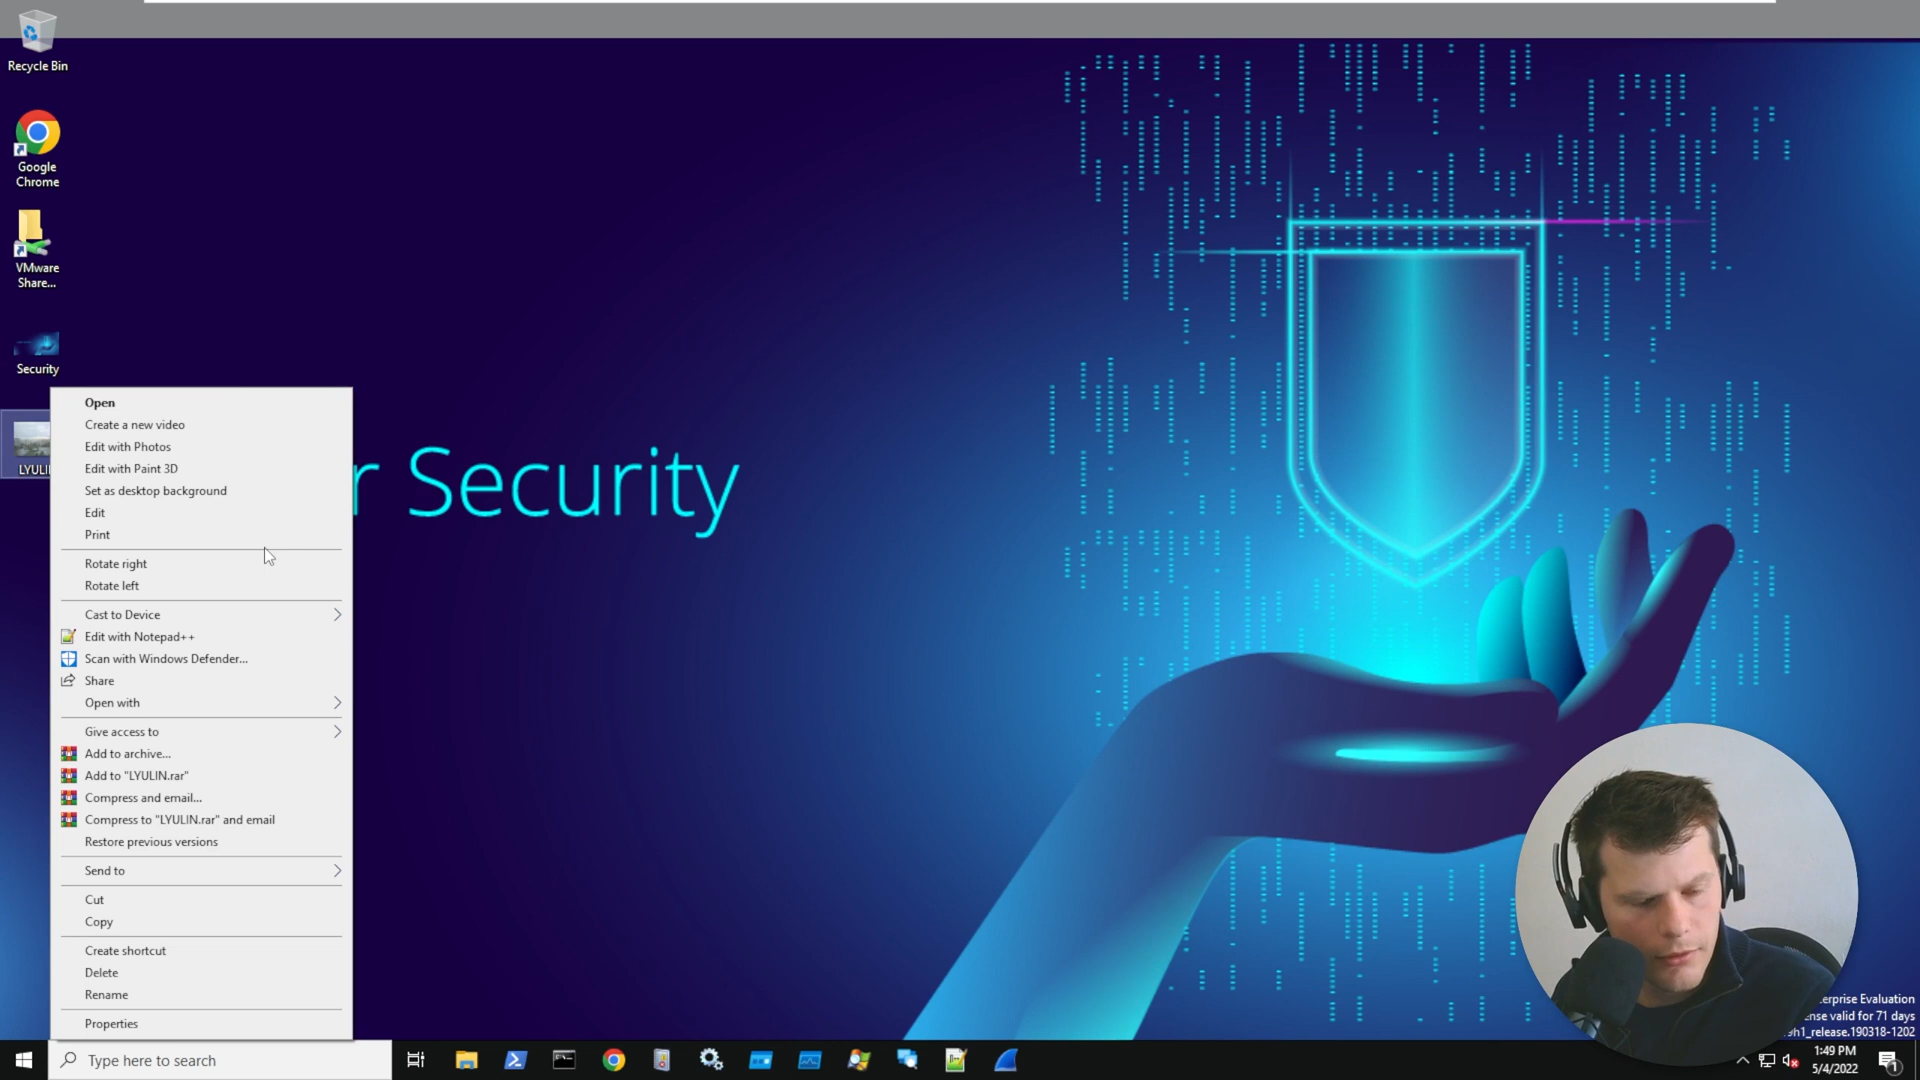 Recycle Bin
Google
Chrome
VMware
Share...
Security
LYULI
r Security
Open
Create a new video
Edit with Photos
Edit with Paint 3D
Set as desktop background
Edit
Print
Rotate right
Rotate left
Cast to Device
Edit with Notepad++
Scan with Windows Defender...
Share
Open with
Give access to
Add to archive...
Add to "LYULIN.rar"
Compress and email...
Compress to "LYULIN.rar" and email
Restore previous versions
Send to
Cut
Copy
Create shortcut
Delete
Rename
Properties
Type here to search
erprise Evaluation
ense valid for 71 days
9h1_release.190318-1202
1:49 PM
5/4/2022
1